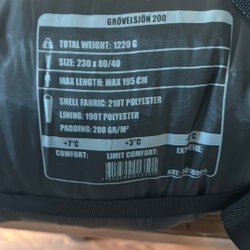 GRÖVELSJÖN 200
TOTAL WEIGHT: 1220 G
SIZE: 230 x 80/40
MAX LENGTH: MAX 195 CM
SHELL FABRIC: 210T POLYESTER
LINING: 190T POLYESTER
PADDING: 200 GR/M²
+7°C +3°C
COMFORT: LIMIT COMFORT: EXTREME: